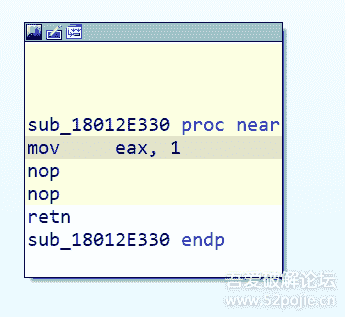 sub_18012E330 proc near
mov     eax, 1
nop
nop
retn
sub_18012E330 endp
吾爱破解论坛
www.52pojie.cn